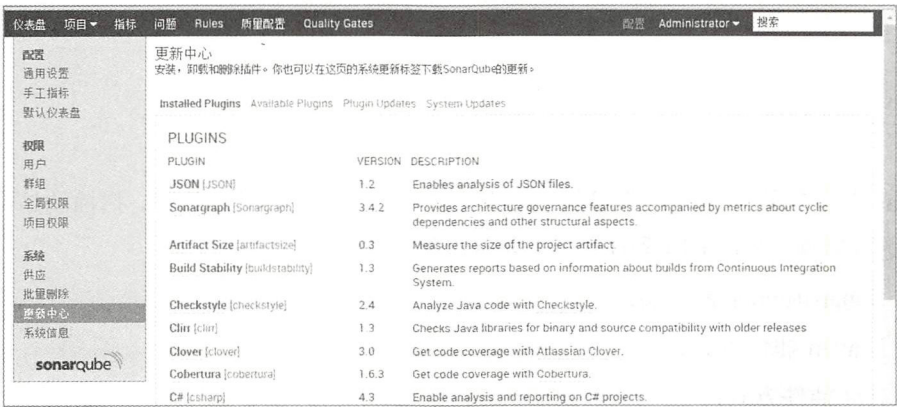 仪表盘 项目 指标 问题 Rules 质量配置 Quality Gates 配置 Administrator 搜索
配置
通用设置
手工指标
默认仪表盘
权限
用户
群组
全局权限
项目权限
系统
供应
批量删除
更新中心
系统信息
sonarqube
更新中心
安装，卸载和删除插件。你也可以在这页的系统更新标签下载SonarQube的更新。
Installed Plugins Available Plugins Plugin Updates System Updates
PLUGINS
PLUGIN VERSION DESCRIPTION
JSON [JSON] 1.2 Enables analysis of JSON files.
Sonargraph [Sonargraph] 3.4.2 Provides architecture governance features accompanied by metrics about cyclic
dependencies and other structural aspects.
Artifact Size [artifactsize] 0.3 Measure the size of the project artifact.
Build Stability [buildstability] 1.3 Generates reports based on information about builds from Continuous Integration
System.
Checkstyle [checkstyle] 2.4 Analyze Java code with Checkstyle.
Clirr [clirr] 1.3 Checks Java libraries for binary and source compatibility with older releases
Clover [clover] 3.0 Get code coverage with Atlassian Clover.
Cobertura [cobertura] 1.6.3 Get code coverage with Cobertura.
C# [csharp] 4.3 Enable analysis and reporting on C# projects.